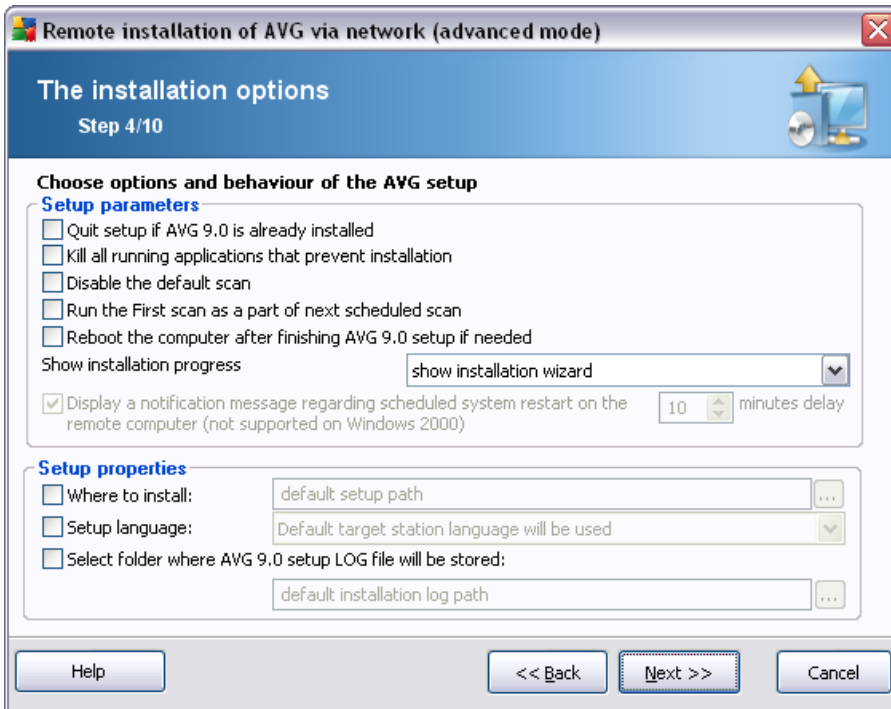 Remote installation of AVG via network (advanced mode)
The installation options
Step 4/10
Choose options and behaviour of the AVG setup
Setup parameters
Quit setup if AVG 9.0 is already installed
Kill all running applications that prevent installation
Disable the default scan
Run the First scan as a part of next scheduled scan
Reboot the computer after finishing AVG 9.0 setup if needed
Show installation progress show installation wizard
Display a notification message regarding scheduled system restart on the 10 minutes delay
remote computer (not supported on Windows 2000)
Setup properties
Where to install: default setup path ...
Setup language: Default target station language will be used
Select folder where AVG 9.0 setup LOG file will be stored:
default installation log path ...
Help << Back Next >> Cancel